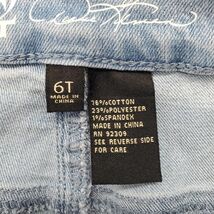 6T
MADE IN
CHINA
76%COTTON
23%POLYESTER
1%SPANDEX
MADE IN CHINA
RN 92309
SEE REVERSE SIDE
FOR CARE